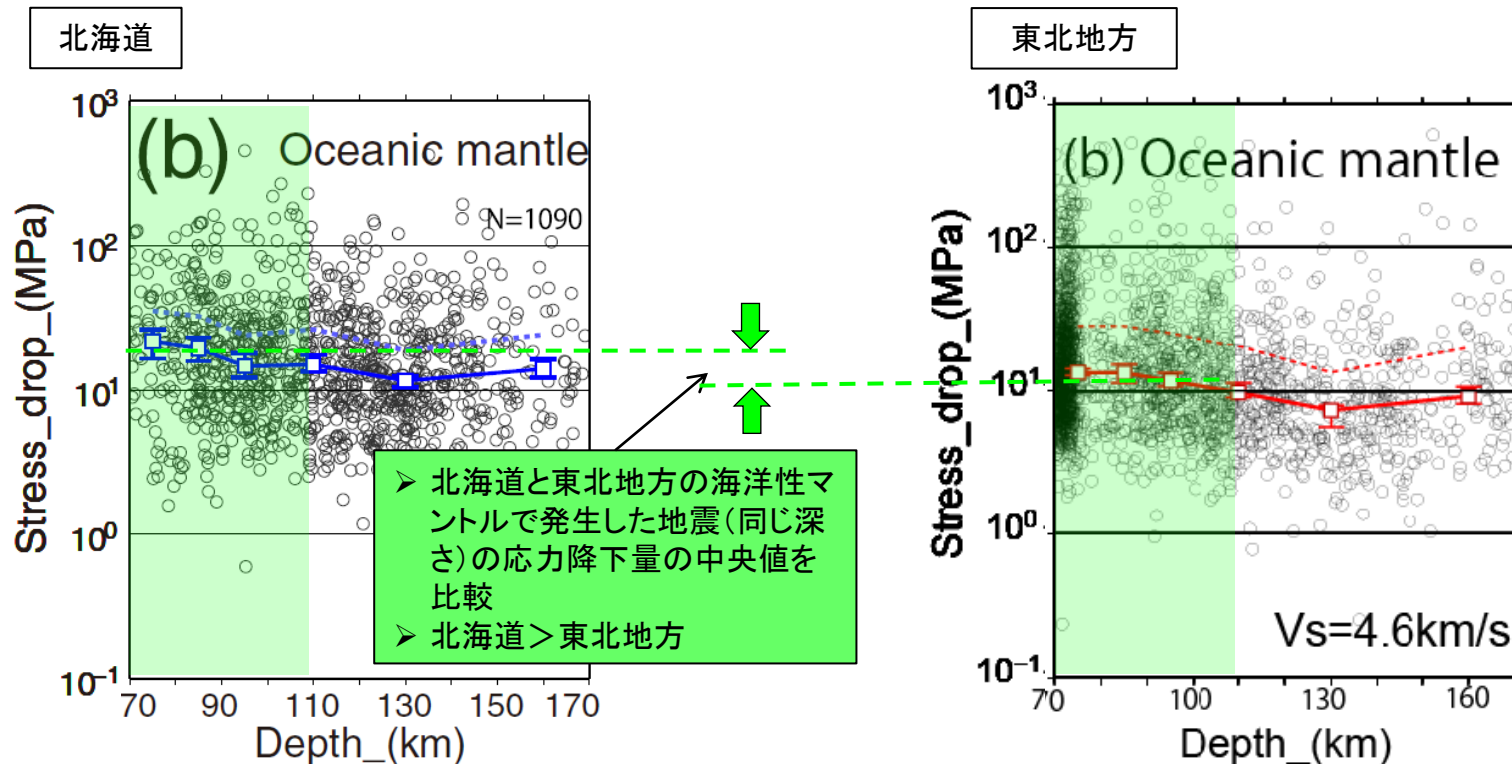 北海道
10³
10²
10¹
10⁰
10⁻¹
Stress_drop_(MPa)
(b)
Oceanic mantle
N=1090
70
90
110
130
150
170
Depth_(km)
➢ 北海道と東北地方の海洋性マ
ントルで発生した地震（同じ深
さ）の応力降下量の中央値を
比較
➢ 北海道＞東北地方
東北地方
10³
10²
10¹
10⁰
10⁻¹
Stress_drop_(MPa)
(b) Oceanic mantle
Vs=4.6km/s
70
100
130
160
Depth_(km)